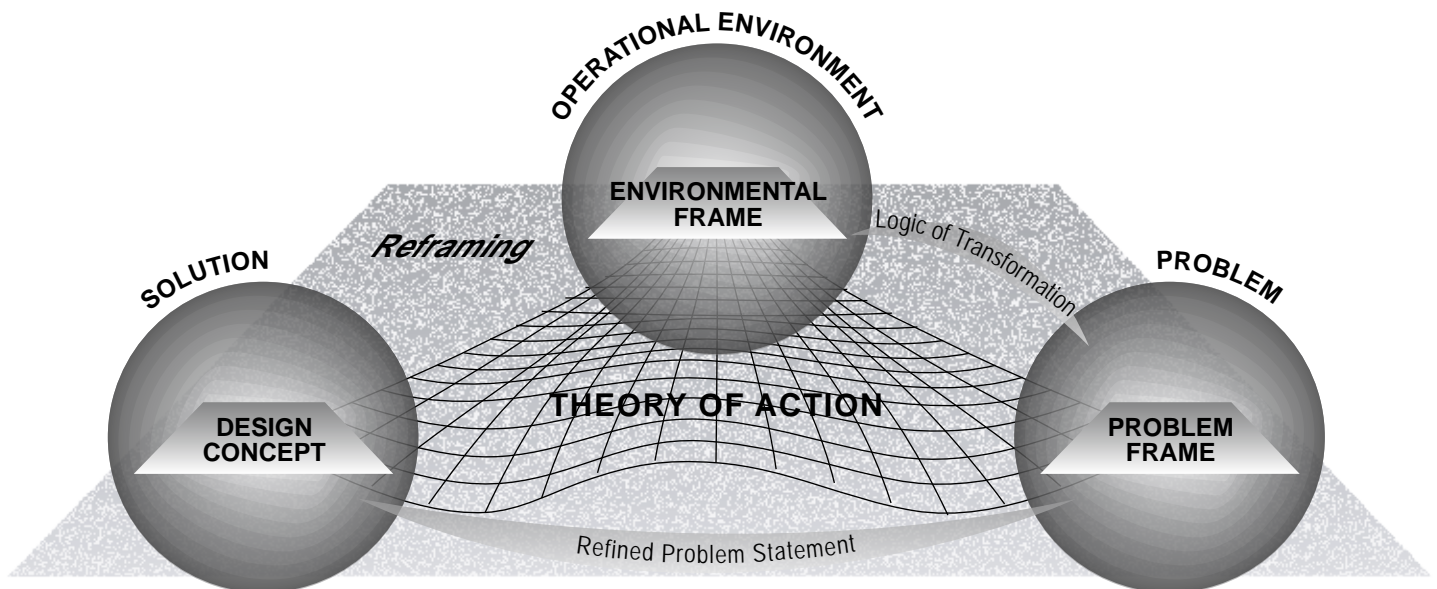 OPERATIONAL ENVIRONMENT
ENVIRONMENTAL
FRAME
Reframing
Logic of Transformation
SOLUTION
PROBLEM
THEORY OF ACTION
DESIGN
CONCEPT
PROBLEM
FRAME
Refined Problem Statement